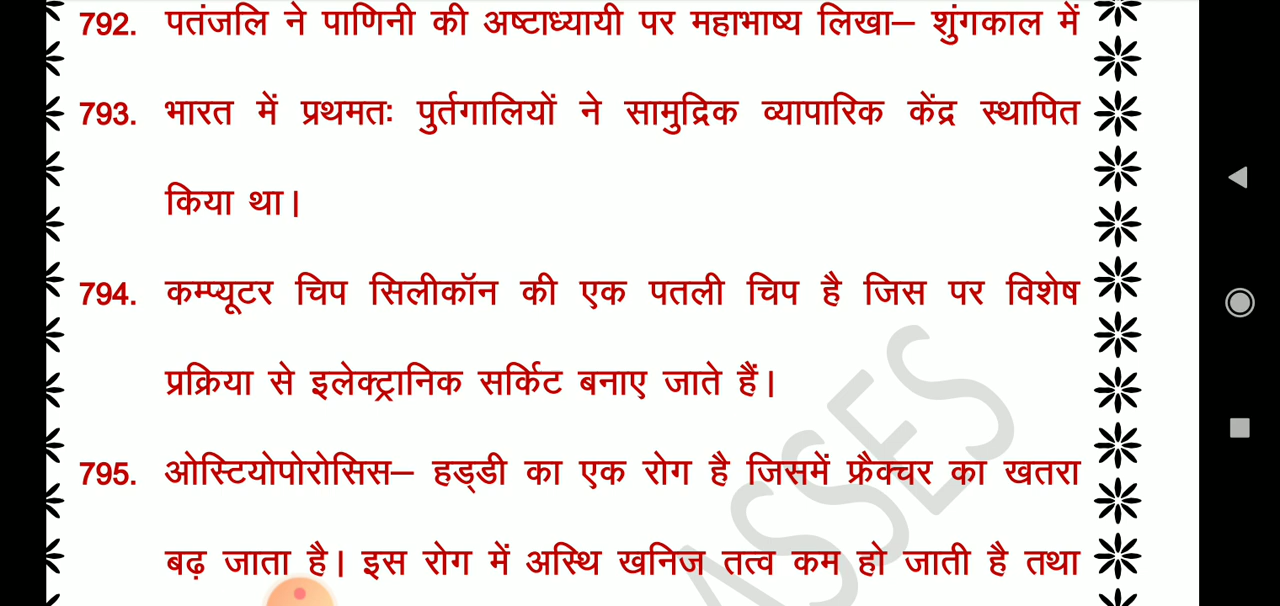 792. पतंजलि ने पाणिनी की अष्टाध्यायी पर महाभाष्य लिखा– शुंगकाल में
793. भारत में प्रथमतः पुर्तगालियों ने सामुद्रिक व्यापारिक केंद्र स्थापित
किया था।
794. कम्प्यूटर चिप सिलीकॉन की एक पतली चिप है जिस पर विशेष
प्रक्रिया से इलेक्ट्रानिक सर्किट बनाए जाते हैं।
795. ओस्टियोपोरोसिस– हड्डी का एक रोग है जिसमें फ्रैक्चर का खतरा
बढ़ जाता है। इस रोग में अस्थि खनिज तत्व कम हो जाती है तथा
ASSES